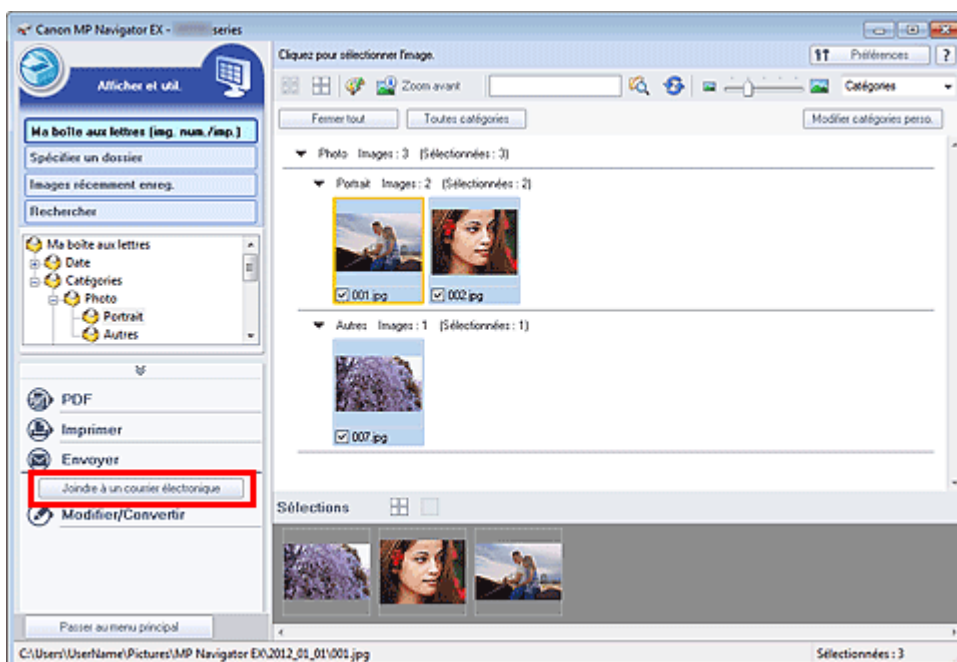 Canon MP Navigator EX - series
Cliquez pour sélectionner l'image.
Préférences
?
Afficher et util.
Zoom avant
Catégories
Fermer tout
Toutes catégories
Modifier catégories perso.
Ma boîte aux lettres (img. num./imp.)
Spécifier un dossier
Images récemment enreg.
Rechercher
Ma boîte aux lettres
Date
Catégories
Photo
Portrait
Autres
Photo Images : 3 (Sélectionnées : 3)
Portrait Images : 2 (Sélectionnées : 2)
001.jpg
002.jpg
Autres Images : 1 (Sélectionnées : 1)
007.jpg
PDF
Imprimer
Envoyer
Joindre à un courrier électronique
Modifier/Convertir
Sélections
Passer au menu principal
C:\Users\UserName\Pictures\MP Navigator EX\2012_01_01\001.jpg
Sélectionnées : 3